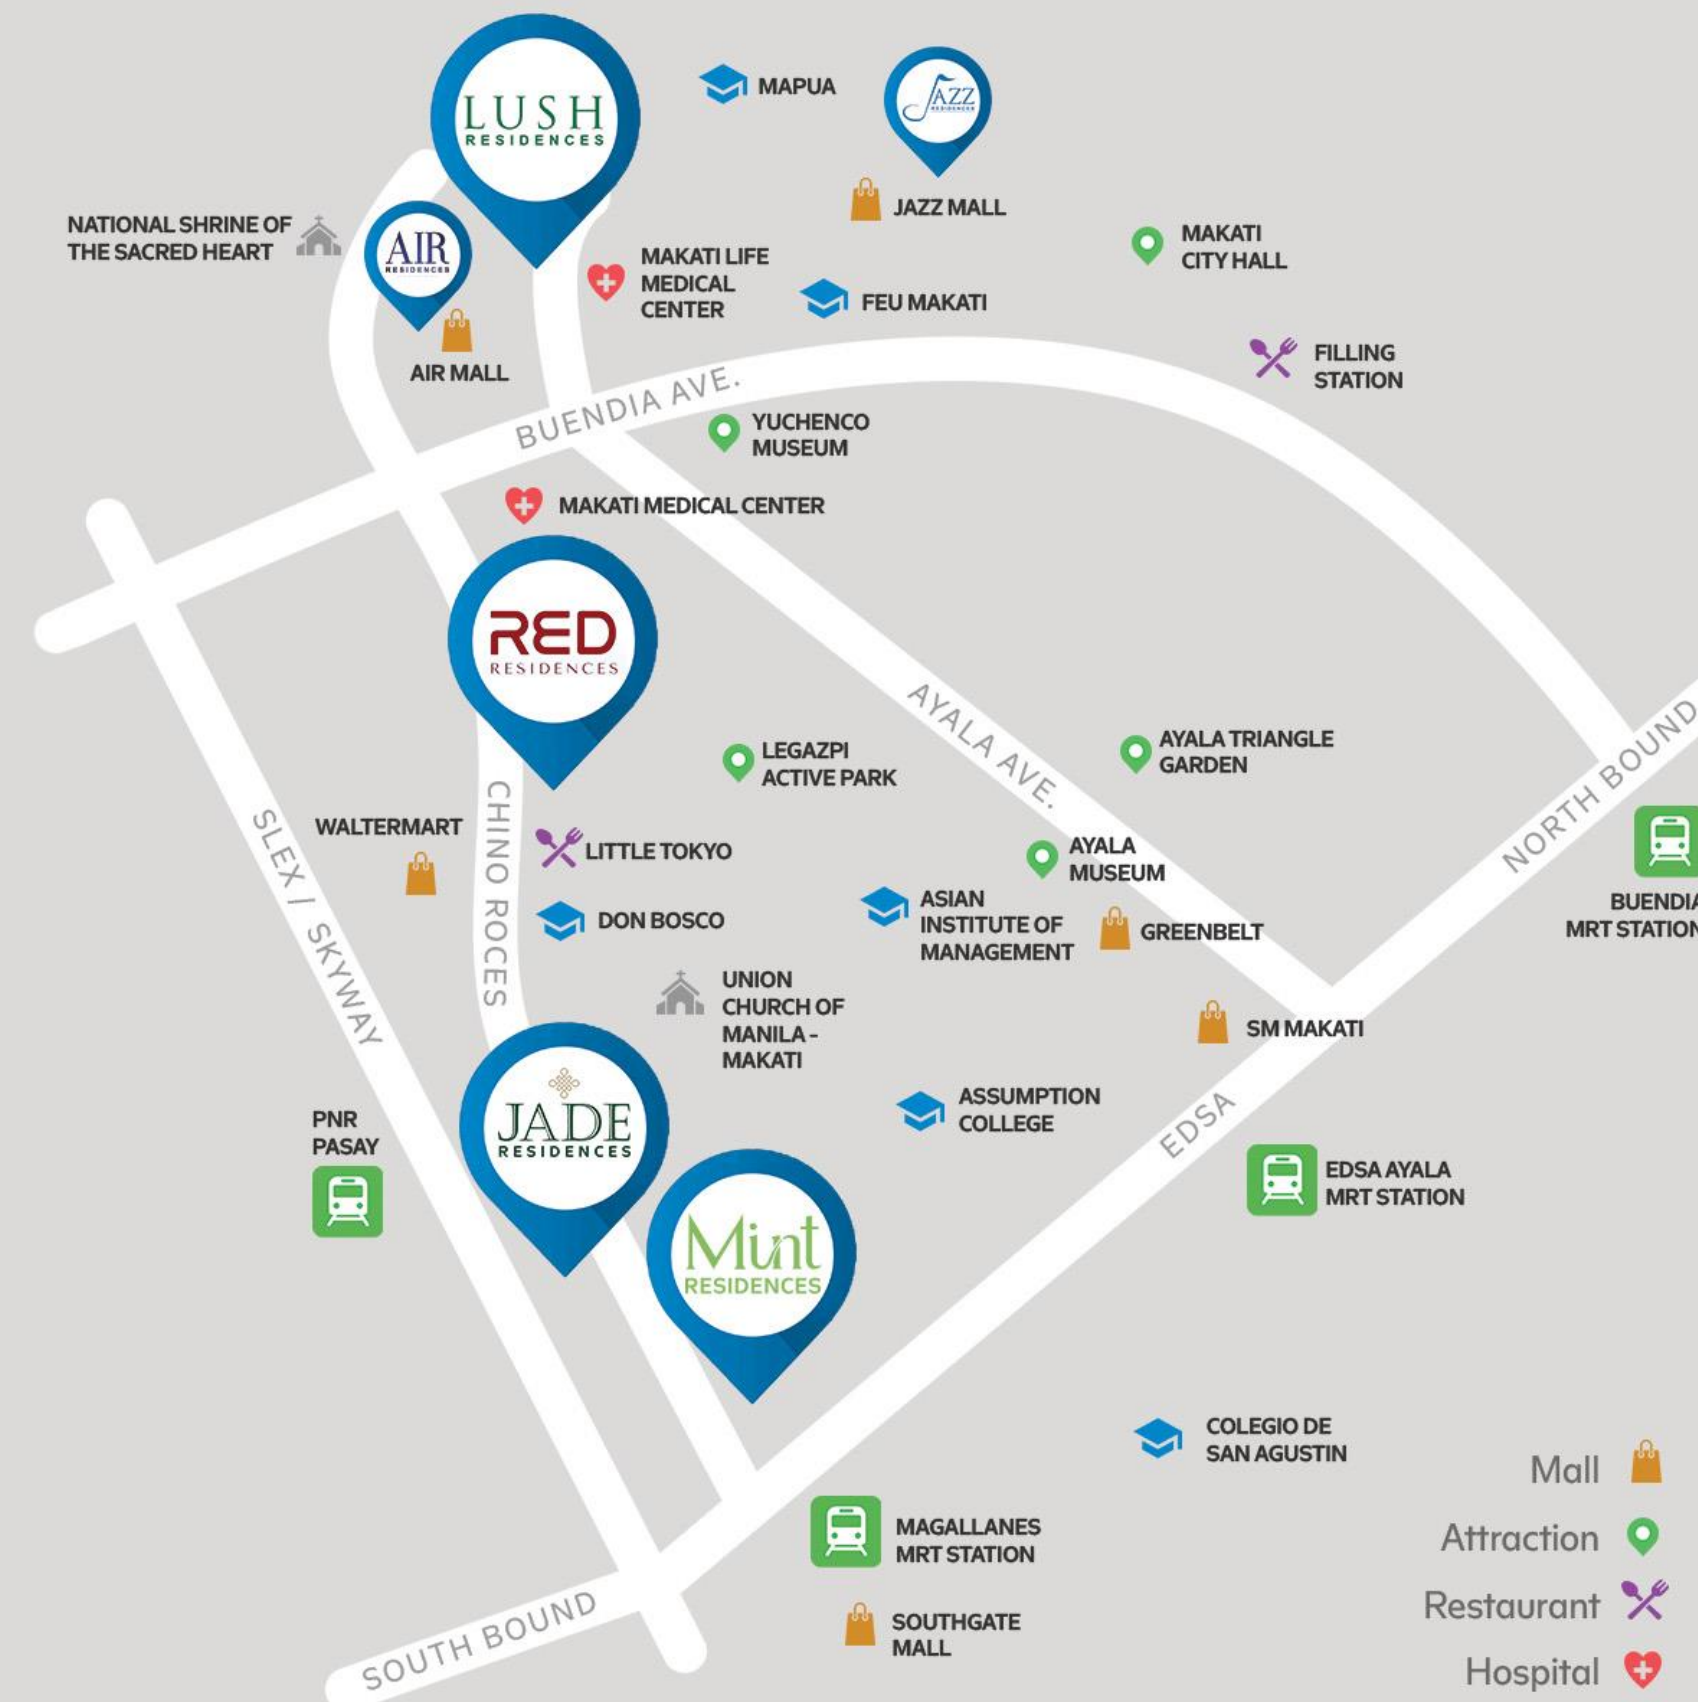 LUSH
RESIDENCES
MAPUA
JAZZ
RESIDENCES
JAZZ MALL
NATIONAL SHRINE OF
THE SACRED HEART
AIR
RESIDENCES
AIR MALL
MAKATI LIFE
MEDICAL
CENTER
FEU MAKATI
MAKATI
CITY HALL
FILLING
STATION
BUENDIA AVE.
YUCHENCO
MUSEUM
MAKATI MEDICAL CENTER
RED
RESIDENCES
AYALA AVE.
LEGAZPI
ACTIVE PARK
AYALA TRIANGLE
GARDEN
NORTH BOUND
SLEX / SKYWAY
WALTERMART
CHINO ROCES
LITTLE TOKYO
DON BOSCO
AYALA
MUSEUM
ASIAN
INSTITUTE OF
MANAGEMENT
GREENBELT
BUENDIA
MRT STATION
UNION
CHURCH OF
MANILA -
MAKATI
SM MAKATI
JADE
RESIDENCES
ASSUMPTION
COLLEGE
EDSA
PNR
PASAY
EDSA AYALA
MRT STATION
Mint
RESIDENCES
COLEGIO DE
SAN AGUSTIN
MAGALLANES
MRT STATION
SOUTHGATE
MALL
SOUTH BOUND
Mall
Attraction
Restaurant
Hospital